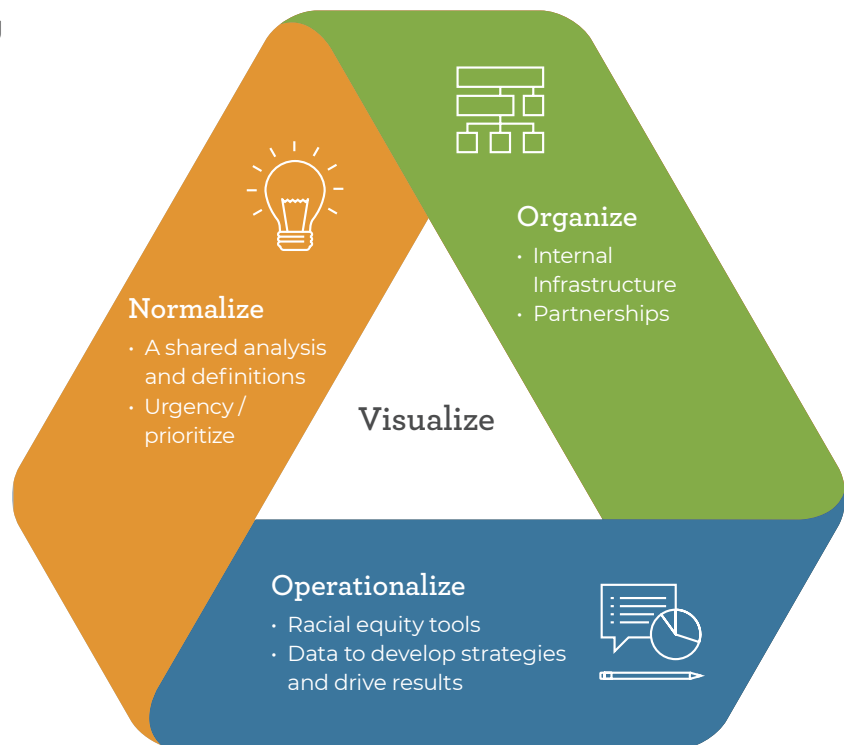 Organize
• Internal
Infrastructure
• Partnerships
Normalize
• A shared analysis
and definitions
• Urgency /
prioritize
Visualize
Operationalize
• Racial equity tools
• Data to develop strategies
and drive results